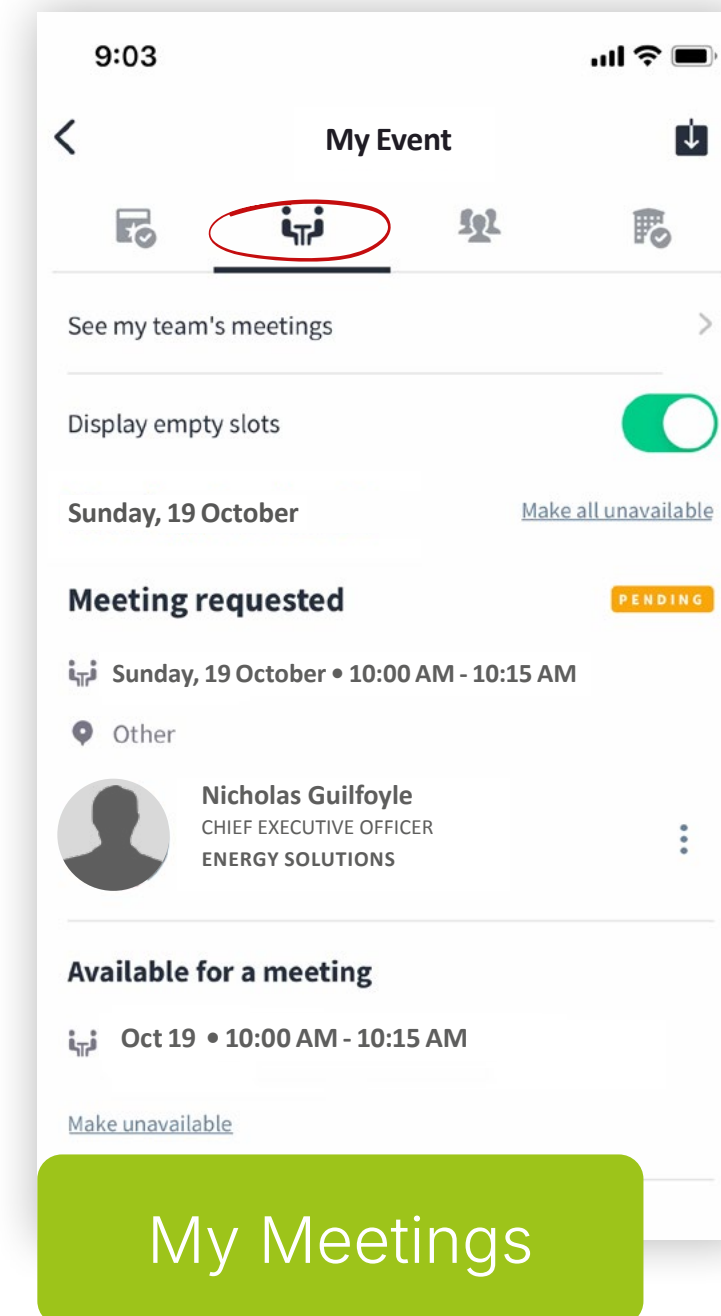 9:03
My Event
See my team's meetings
Display empty slots
Sunday, 19 October
Make all unavailable
Meeting requested
PENDING
Sunday, 19 October • 10:00 AM - 10:15 AM
Other
Nicholas Guilfoyle
CHIEF EXECUTIVE OFFICER
ENERGY SOLUTIONS
Available for a meeting
Oct 19 • 10:00 AM - 10:15 AM
Make unavailable
My Meetings